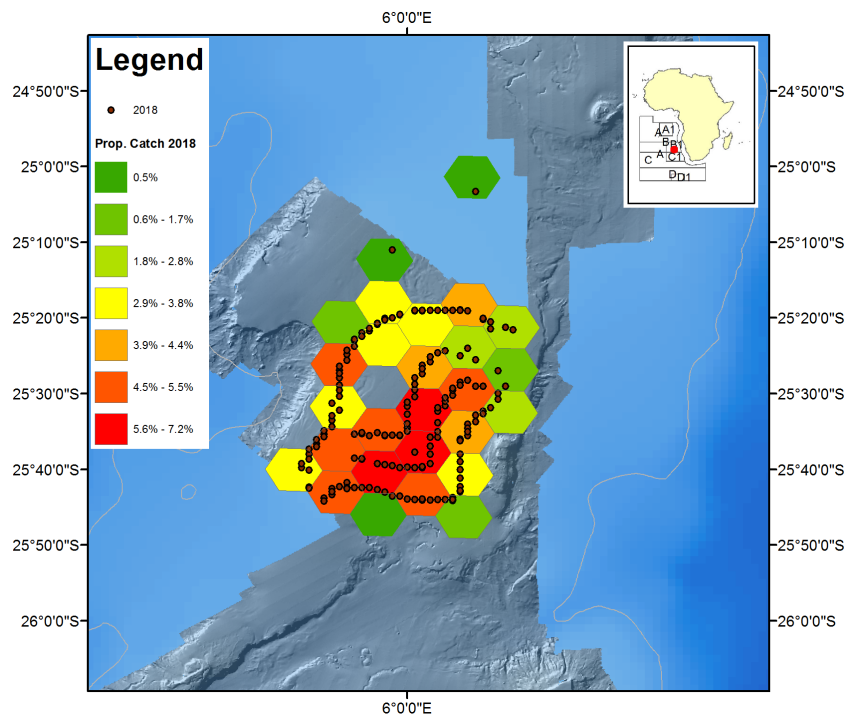 6°0'0"E
Legend
2018
Prop. Catch 2018
0.5%
0.6% - 1.7%
1.8% - 2.8%
2.9% - 3.8%
3.9% - 4.4%
4.5% - 5.5%
5.6% - 7.2%
A
A1
B
B1
C
A
C1
D
D1
24°50'0"S
24°50'0"S
25°0'0"S
25°0'0"S
25°10'0"S
25°10'0"S
25°20'0"S
25°20'0"S
25°30'0"S
25°30'0"S
25°40'0"S
25°40'0"S
25°50'0"S
25°50'0"S
26°0'0"S
26°0'0"S
6°0'0"E